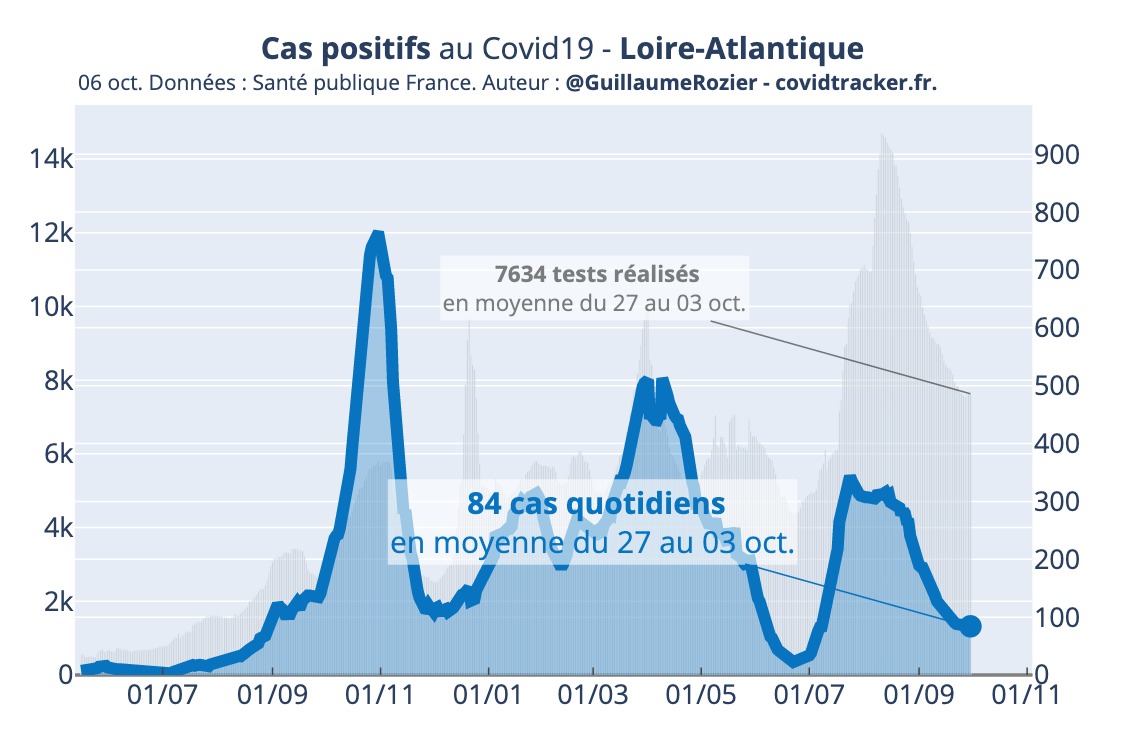 Cas positifs au Covid19 - Loire-Atlantique
06 oct. Données : Santé publique France. Auteur : @GuillaumeRozier - covidtracker.fr.
14k
12k
10k
8k
6k
4k
2k
0
900
800
700
600
500
400
300
200
100
0
7634 tests réalisés
en moyenne du 27 au 03 oct.
84 cas quotidiens
en moyenne du 27 au 03 oct.
01/07 01/09 01/11 01/01 01/03 01/05 01/07 01/09 01/11